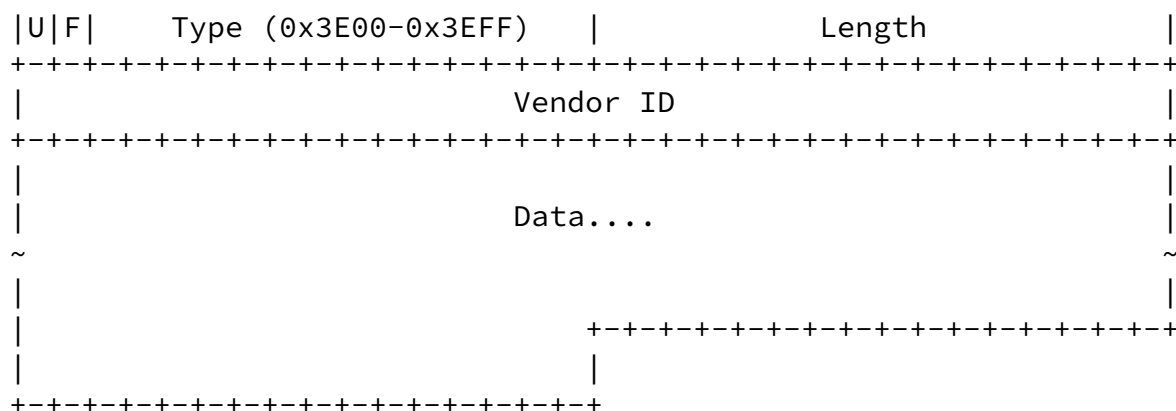 |U|F|    Type (0x3E00-0x3EFF)   |            Length             |
+-+-+-+-+-+-+-+-+-+-+-+-+-+-+-+-+-+-+-+-+-+-+-+-+-+-+-+-+-+-+-+-+
|                           Vendor ID                           |
+-+-+-+-+-+-+-+-+-+-+-+-+-+-+-+-+-+-+-+-+-+-+-+-+-+-+-+-+-+-+-+-+
|                                                               |
|                           Data....                            |
~                                                               ~
|                                                               |
|                               +-+-+-+-+-+-+-+-+-+-+-+-+-+-+-+-+
|                               |
+-+-+-+-+-+-+-+-+-+-+-+-+-+-+-+-+